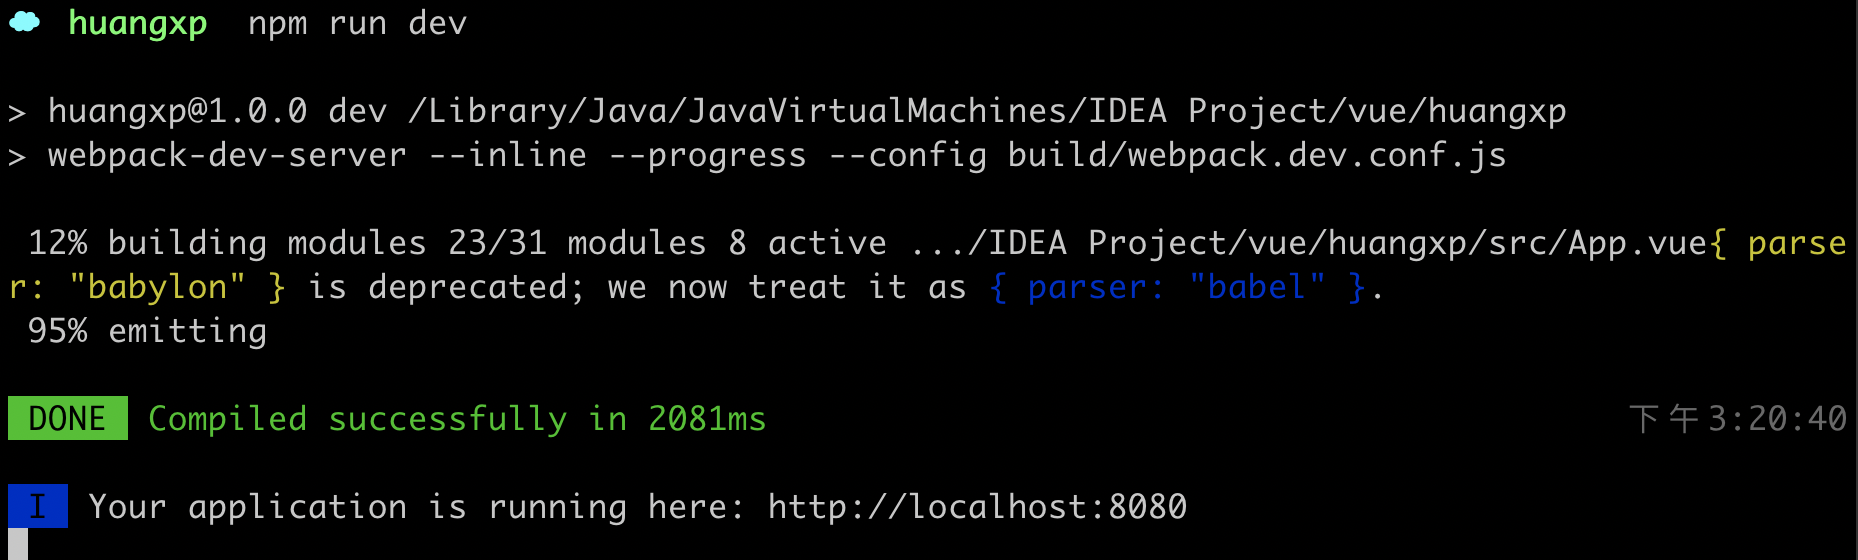 huangxp npm run dev
> huangxp@1.0.0 dev /Library/Java/JavaVirtualMachines/IDEA Project/vue/huangxp
> webpack-dev-server --inline --progress --config build/webpack.dev.conf.js
12% building modules 23/31 modules 8 active .../IDEA Project/vue/huangxp/src/App.vue{ parse
r: "babylon" } is deprecated; we now treat it as { parser: "babel" }.
95% emitting
DONE Compiled successfully in 2081ms 下午3:20:40
I Your application is running here: http://localhost:8080